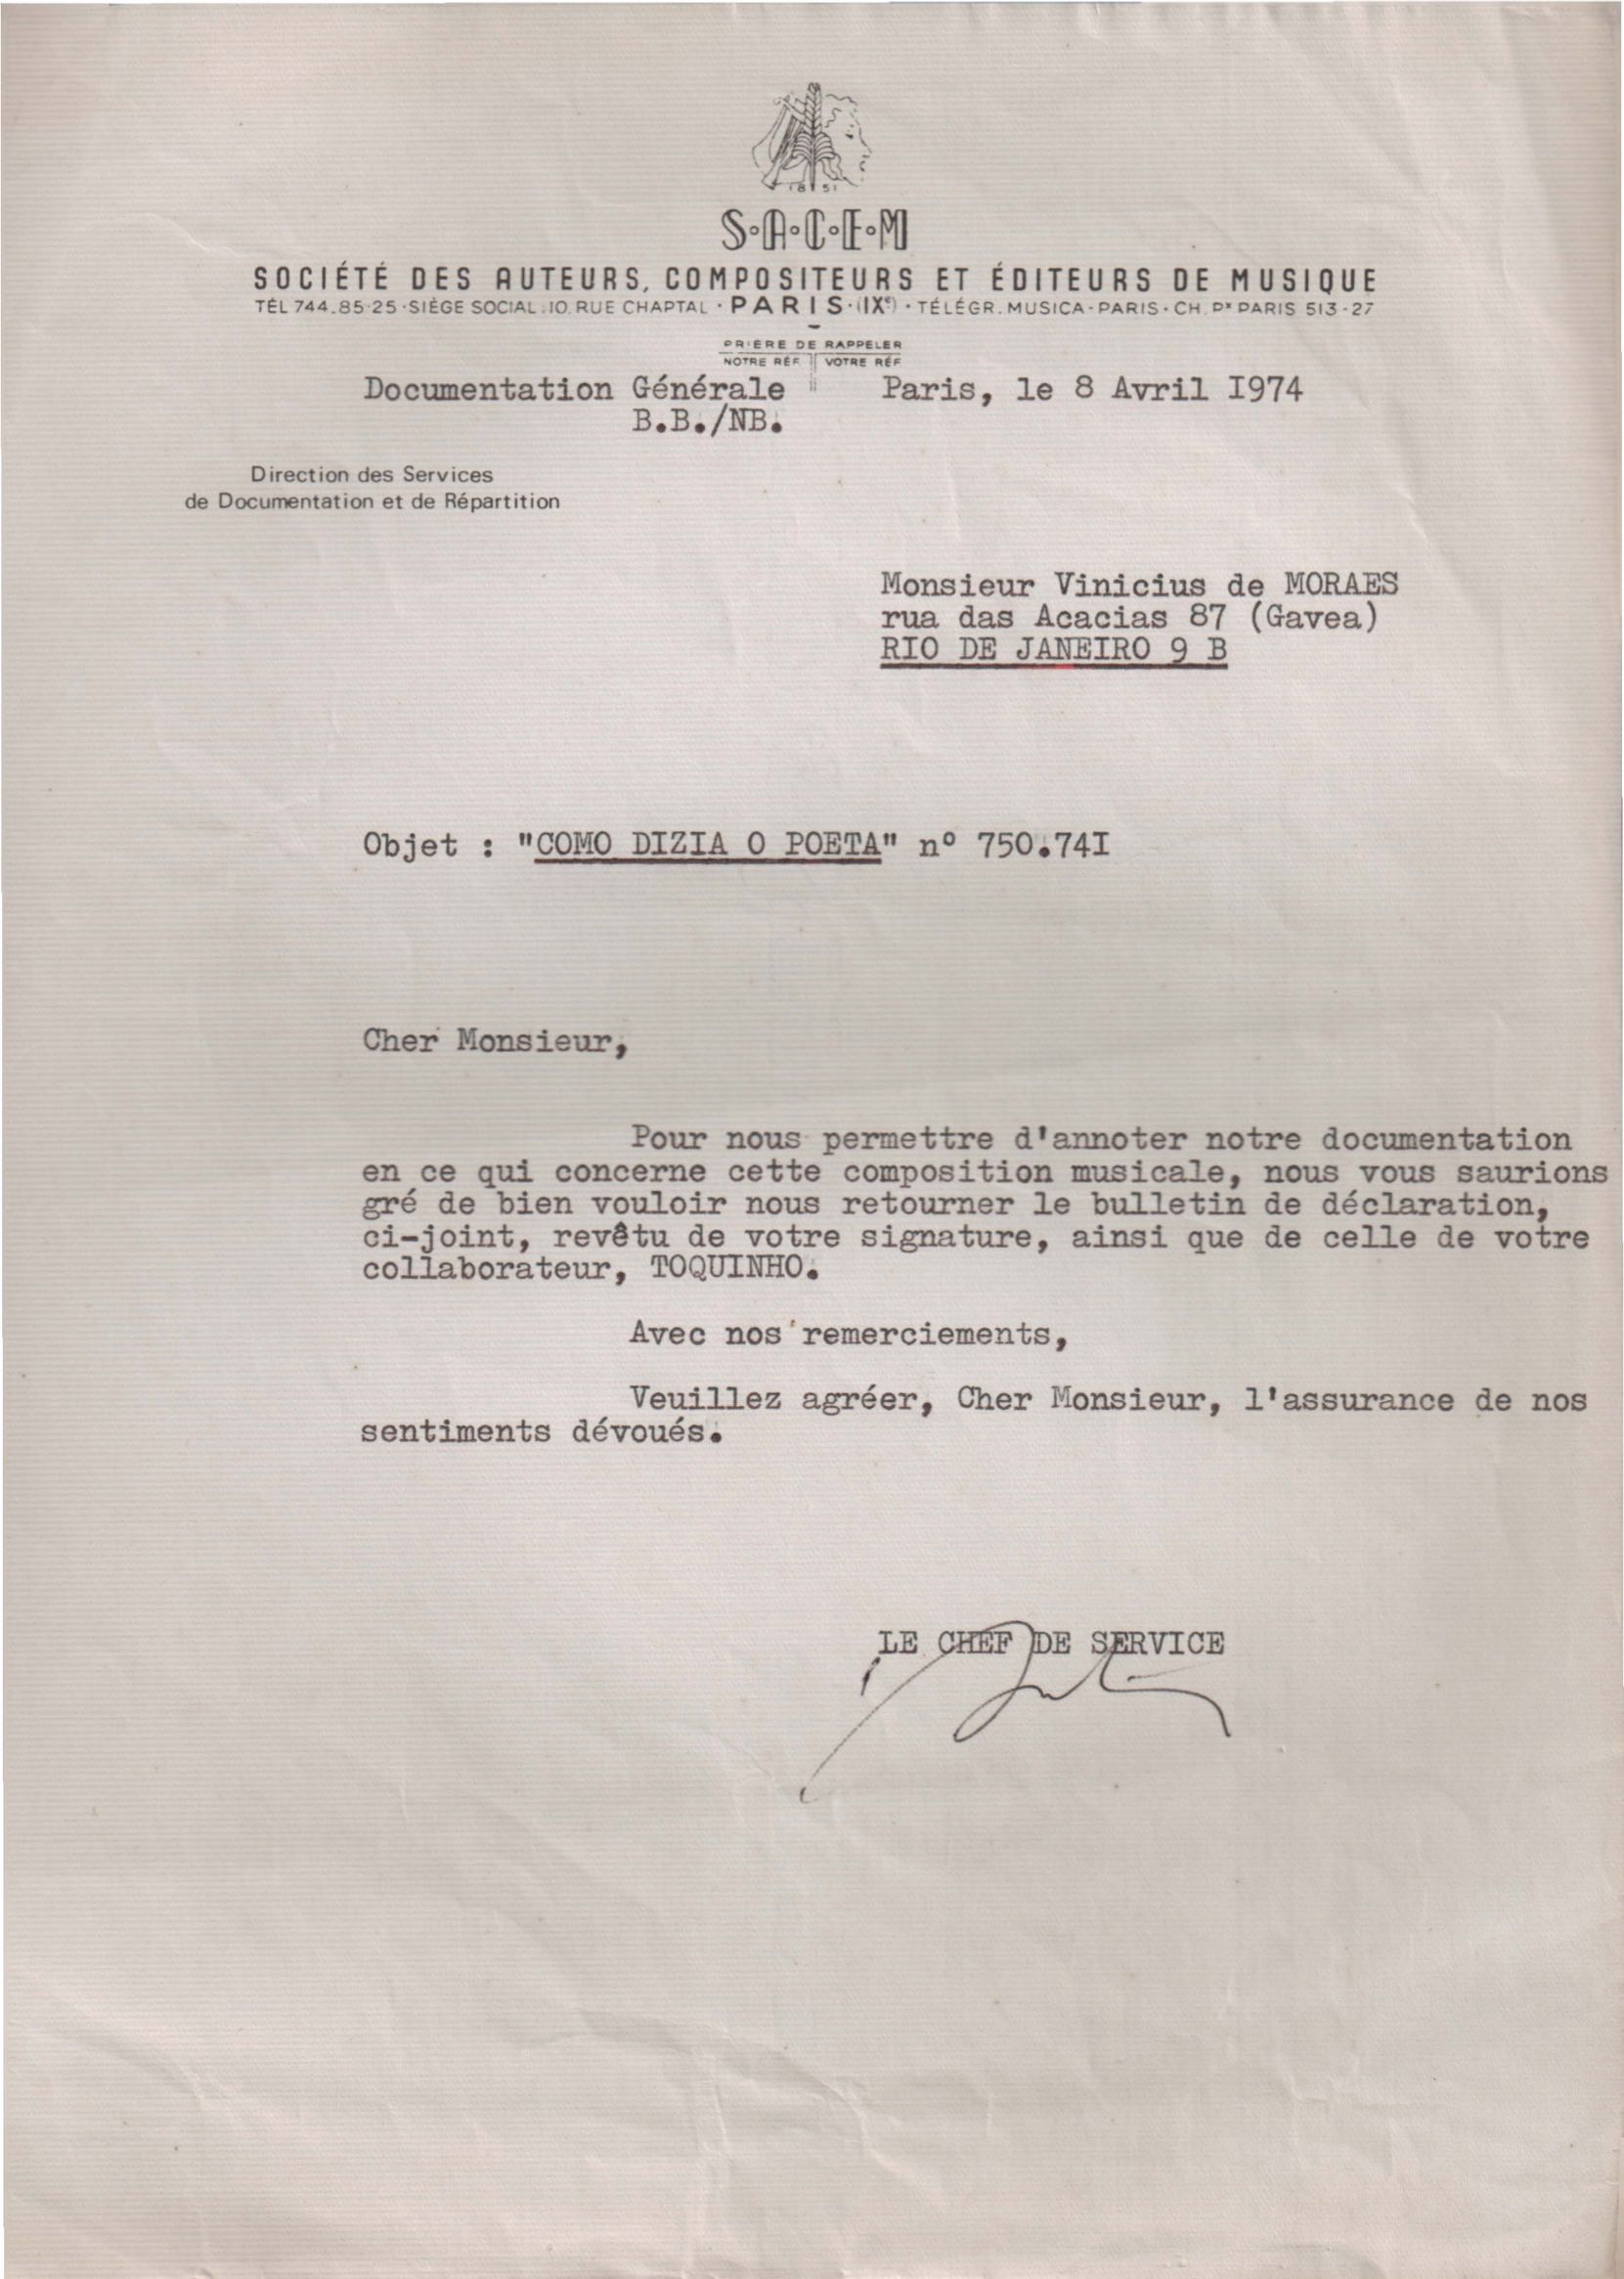 1851
S·A·C·E·M
SOCIÉTÉ DES AUTEURS, COMPOSITEURS ET ÉDITEURS DE MUSIQUE
TÉL 744.85-25 · SIÈGE SOCIAL : 10, RUE CHAPTAL · PARIS · (IXe) · TÉLÉGR. MUSICA - PARIS · CH. Px PARIS 513-27
PRIÈRE DE RAPPELER
NOTRE RÉF. VOTRE RÉF.
Documentation Générale Paris, le 8 Avril I974
B.B./NB.
Direction des Services
de Documentation et de Répartition
Monsieur Vinicius de MORAES
rua das Acacias 87 (Gavea)
RIO DE JANEIRO 9 B
Objet : "COMO DIZIA O POETA" nº 750.74I
Cher Monsieur,
Pour nous permettre d'annoter notre documentation
en ce qui concerne cette composition musicale, nous vous saurions
gré de bien vouloir nous retourner le bulletin de déclaration,
ci-joint, revêtu de votre signature, ainsi que de celle de votre
collaborateur, TOQUINHO.
Avec nos remerciements,
Veuillez agréer, Cher Monsieur, l'assurance de nos
sentiments dévoués.
LE CHEF DE SERVICE